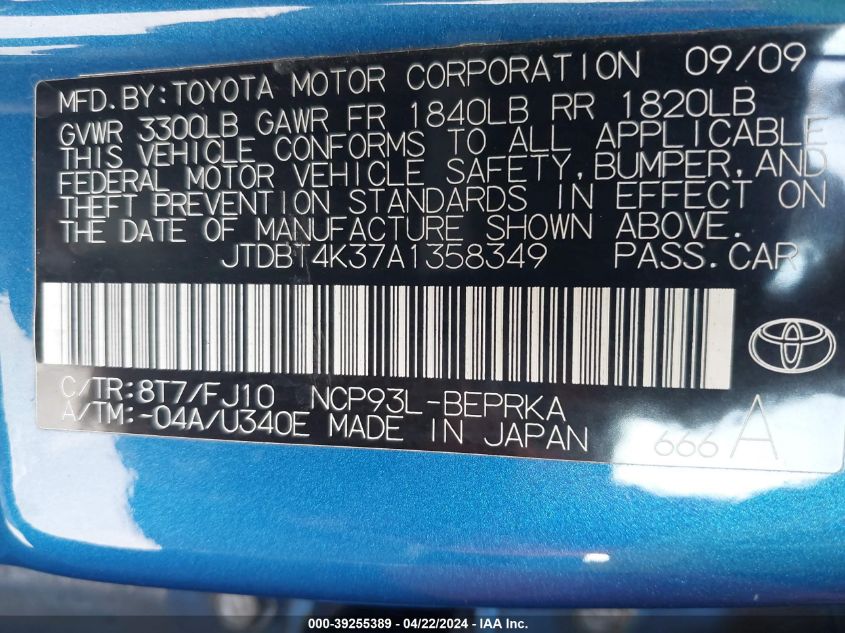 MFD. BY: TOYOTA MOTOR CORPORATION 09/09
GVWR 3300LB GAWR FR 1840LB RR 1820LB
THIS VEHICLE CONFORMS TO ALL APPLICABLE
FEDERAL MOTOR VEHICLE SAFETY, BUMPER, AND
THEFT PREVENTION STANDARDS IN EFFECT ON
THE DATE OF MANUFACTURE SHOWN ABOVE.
JTDBT4K37A1358349 PASS. CAR
C/TR: 8T7/FJ10 NCP93L-BEPRKA
A/TM: -04A/U340E MADE IN JAPAN 666 A
000-39255389 - 04/22/2024 - IAA Inc.